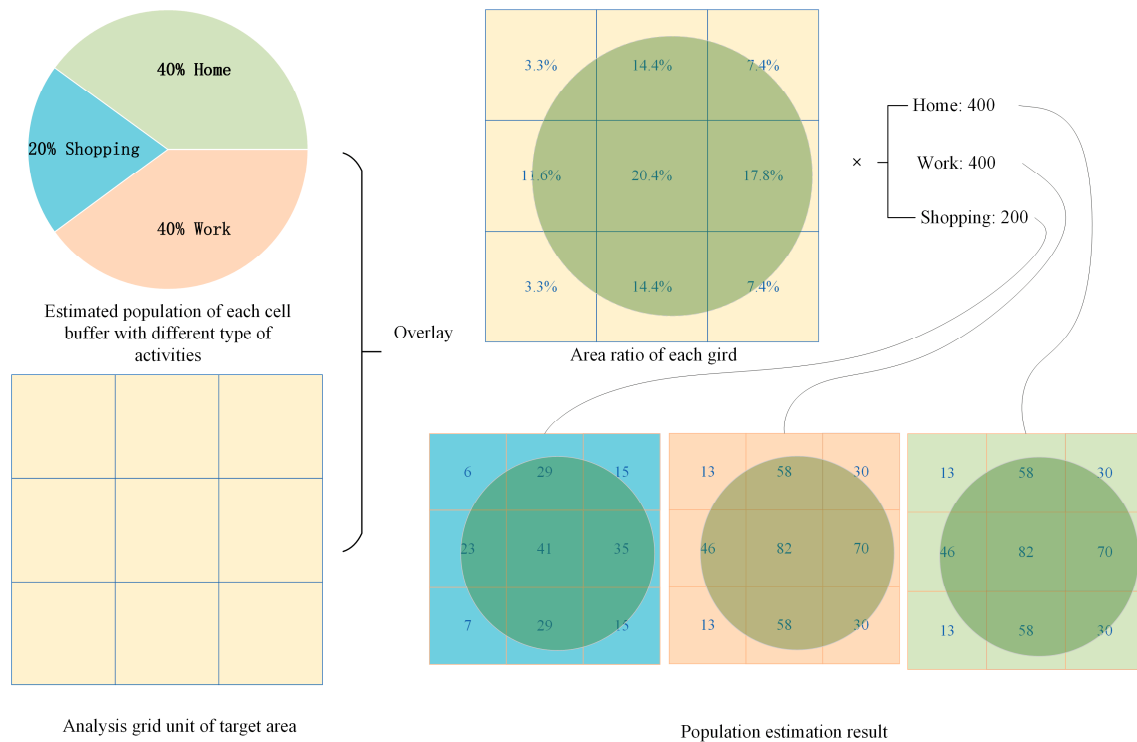 40% Home
20% Shopping
40% Work
Estimated population of each cell
buffer with different type of
activities
Analysis grid unit of target area
Overlay
3.3% 14.4% 7.4%
11.6% 20.4% 17.8%
3.3% 14.4% 7.4%
Area ratio of each gird
×
Home: 400
Work: 400
Shopping: 200
6 29 15
23 41 35
7 29 15
13 58 30
46 82 70
13 58 30
13 58 30
46 82 70
13 58 30
Population estimation result